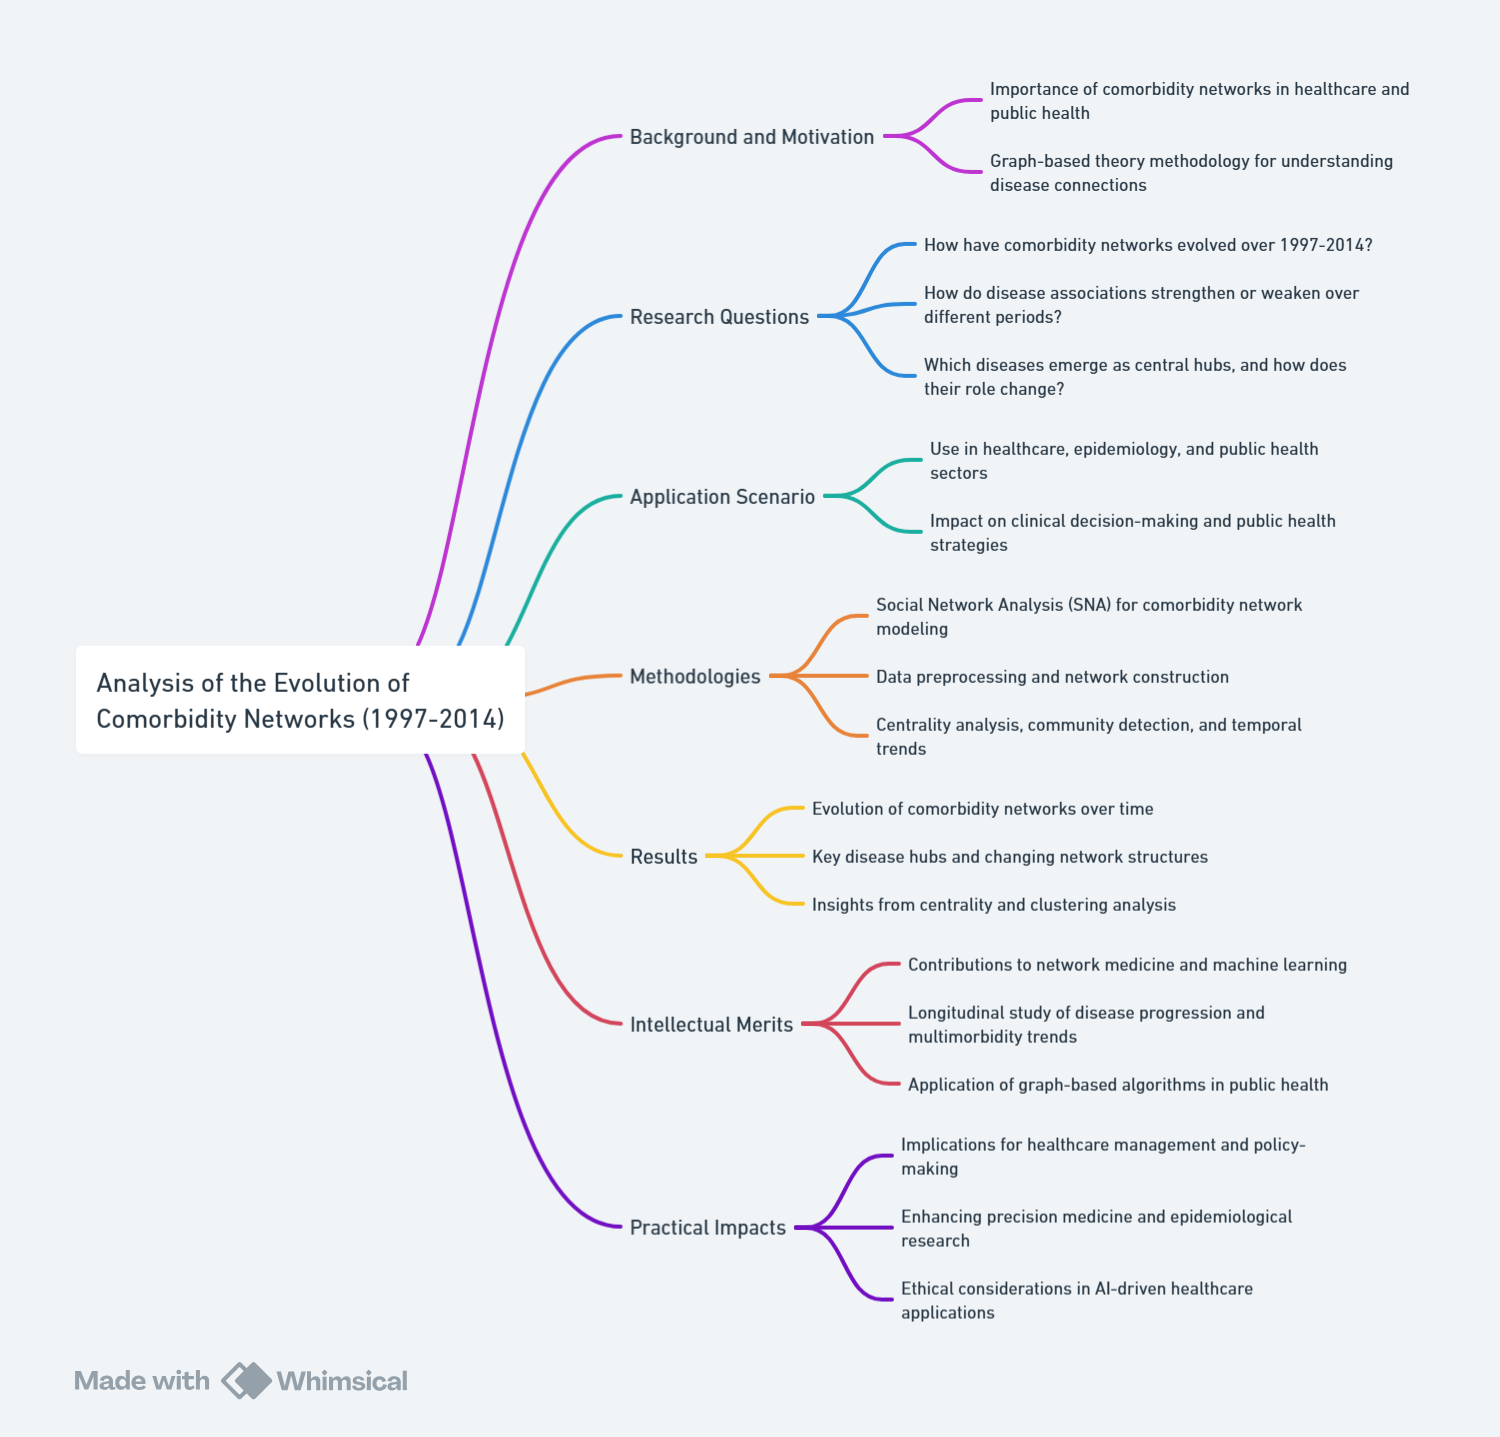 Importance of comorbidity networks in healthcare and
public health
Background and Motivation
Graph-based theory methodology for understanding
disease connections
How have comorbidity networks evolved over 1997-2014?
How do disease associations strengthen or weaken over
different periods?
Research Questions
Which diseases emerge as central hubs, and how does
their role change?
Use in healthcare, epidemiology, and public health
sectors
Application Scenario
Impact on clinical decision-making and public health
strategies
Social Network Analysis (SNA) for comorbidity network
modeling
Methodologies
Data preprocessing and network construction
Centrality analysis, community detection, and temporal
trends
Analysis of the Evolution of
Comorbidity Networks (1997-2014)
Evolution of comorbidity networks over time
Results
Key disease hubs and changing network structures
Insights from centrality and clustering analysis
Contributions to network medicine and machine learning
Intellectual Merits
Longitudinal study of disease progression and
multimorbidity trends
Application of graph-based algorithms in public health
Implications for healthcare management and policy-
making
Practical Impacts
Enhancing precision medicine and epidemiological
research
Ethical considerations in AI-driven healthcare
applications
Made with Whimsical